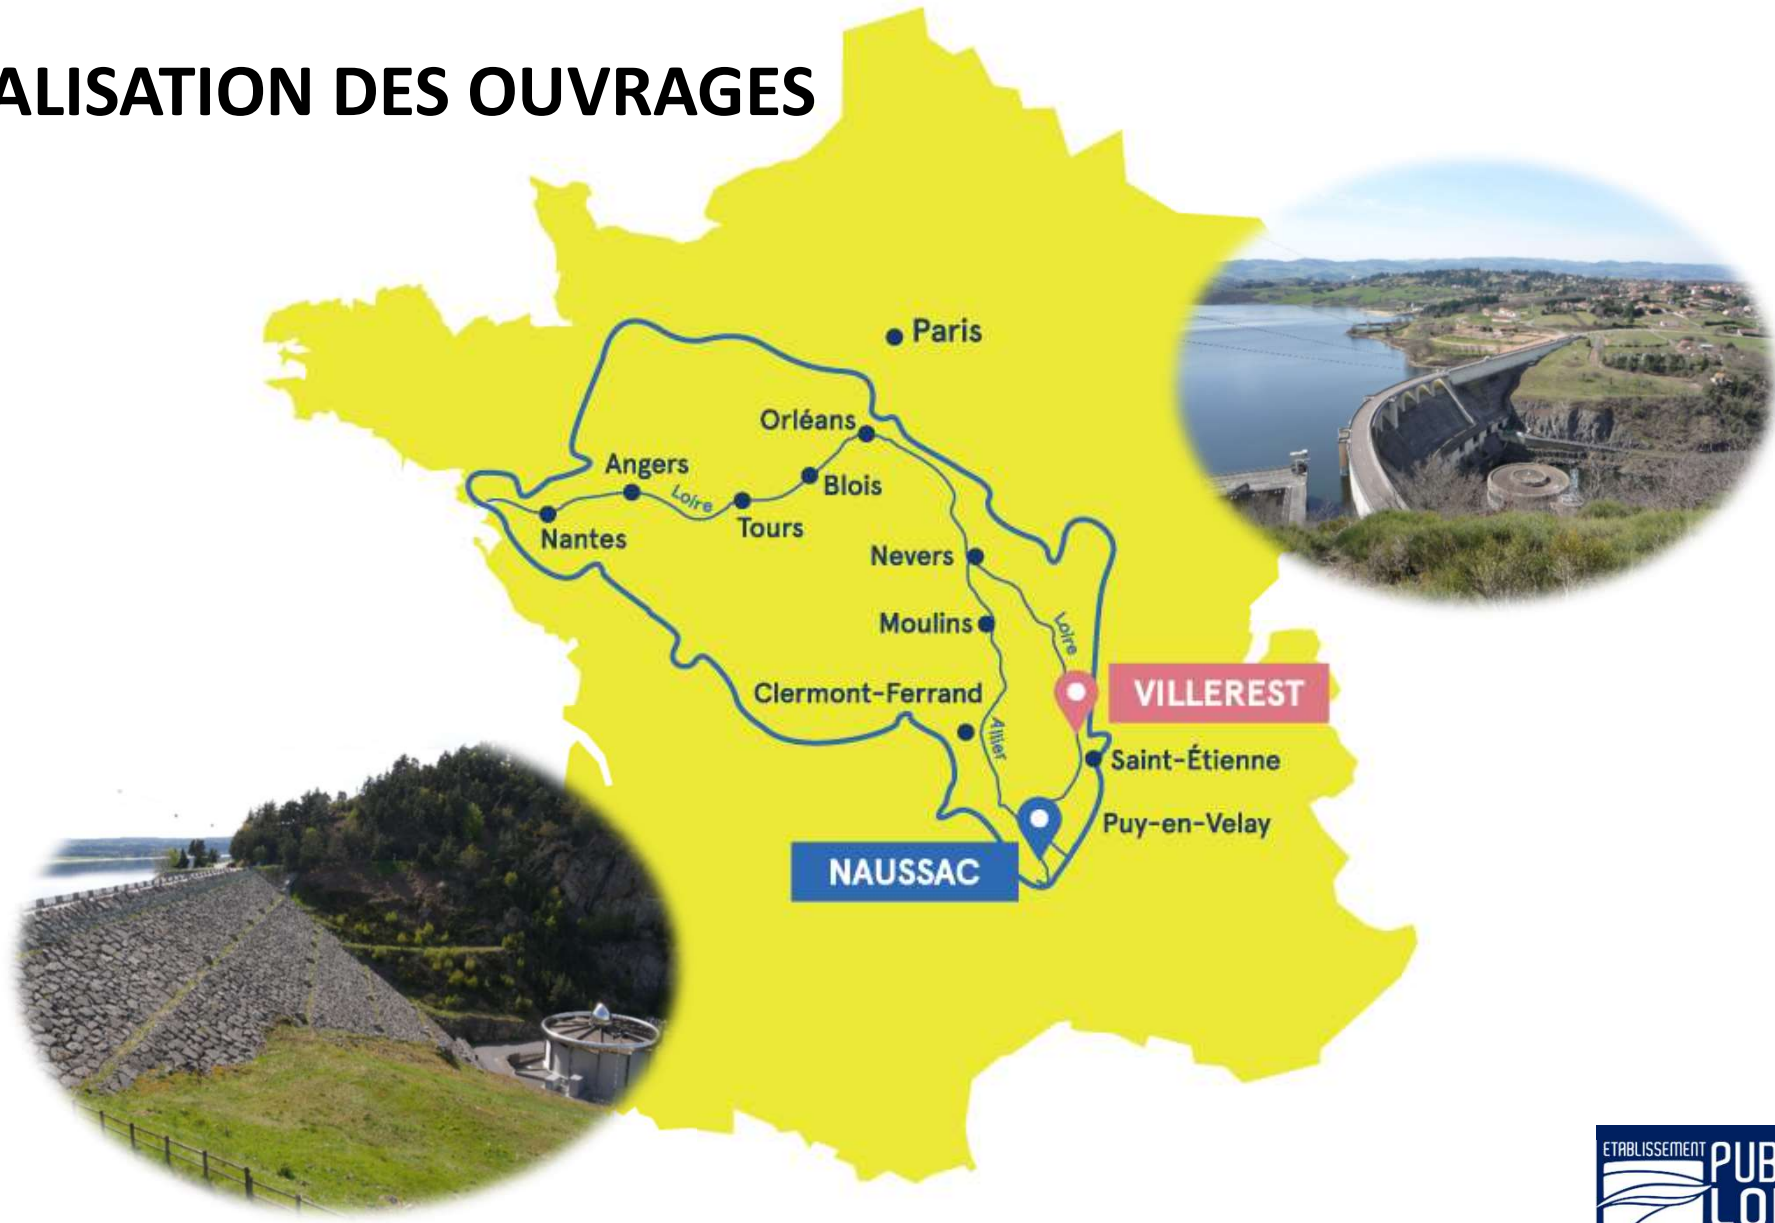 ALISATION DES OUVRAGES
Paris
Orléans
Angers
Loire
Blois
Tours
Nantes
Nevers
Moulins
Loire
VILLEREST
Clermont-Ferrand
Allier
Saint-Étienne
Puy-en-Velay
NAUSSAC
ETABLISSEMENT PUB
LO